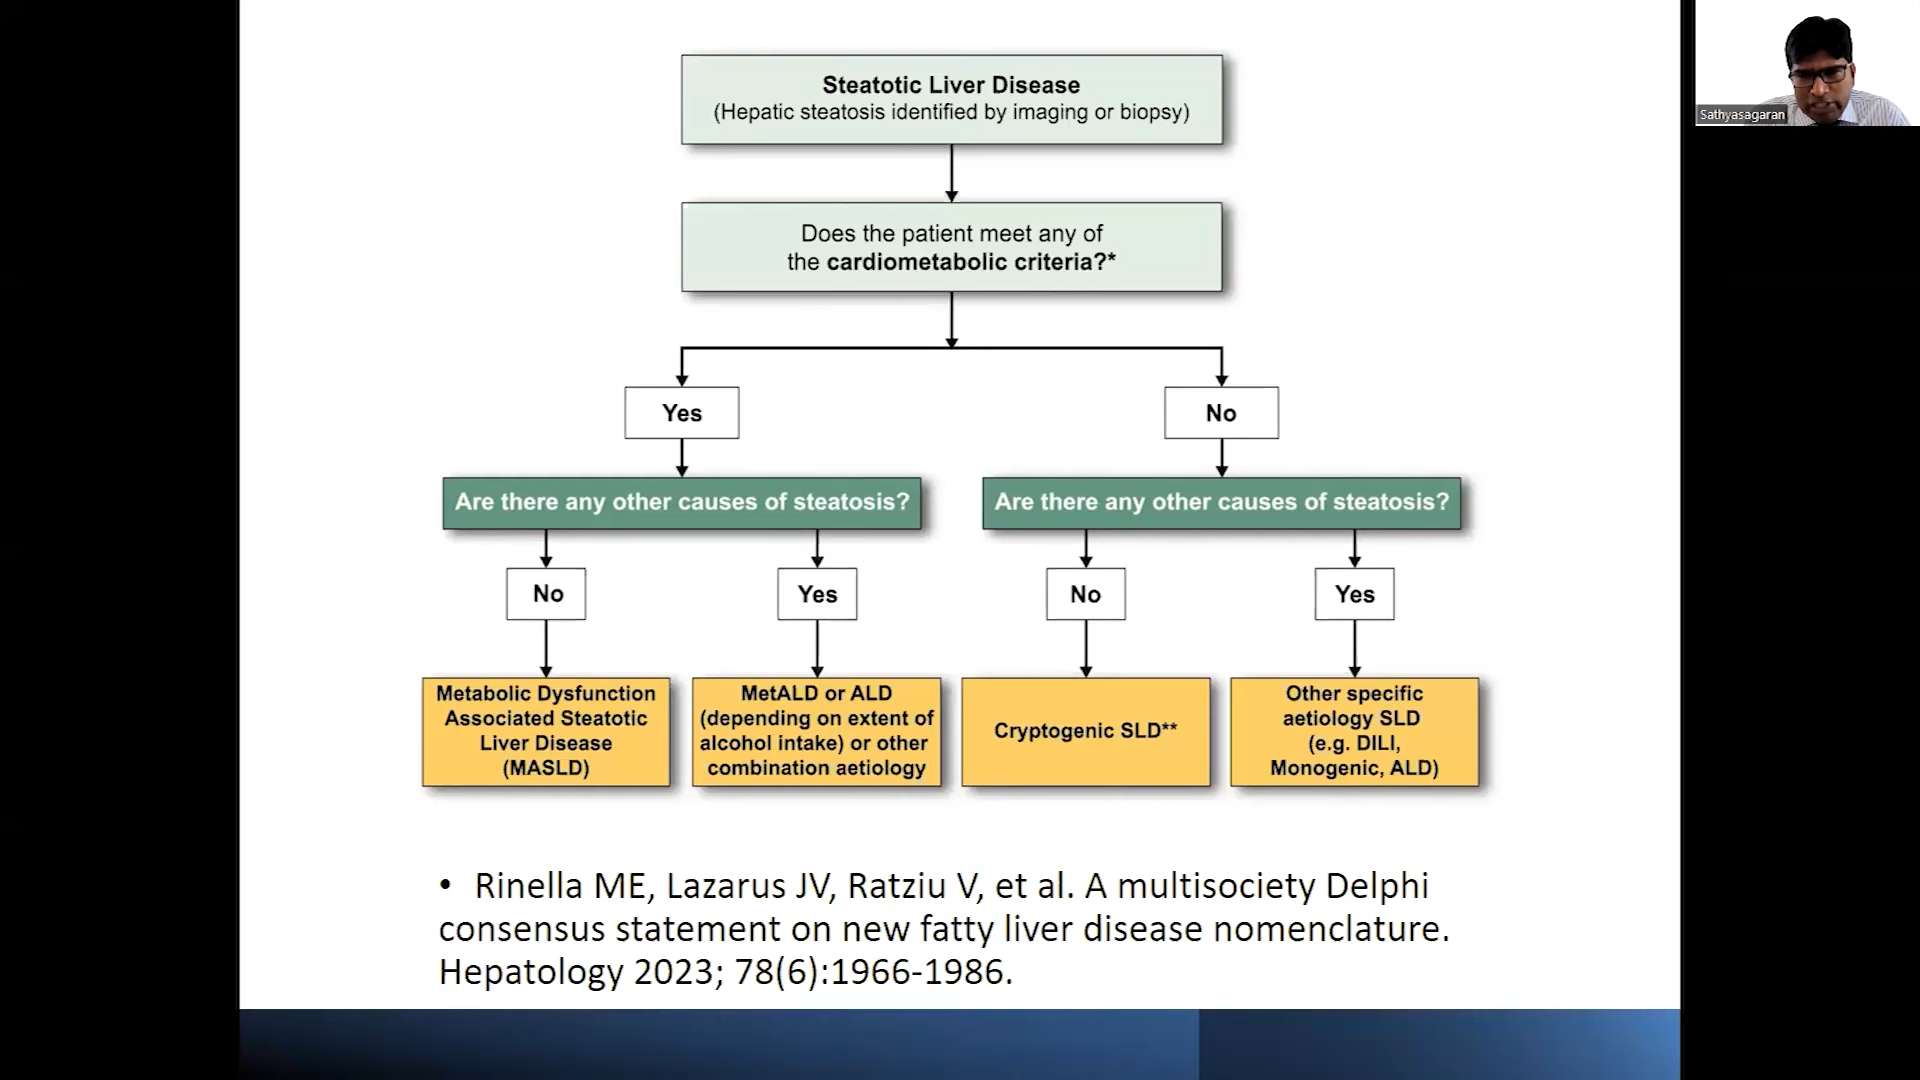 Steatotic Liver Disease
(Hepatic steatosis identified by imaging or biopsy)
Does the patient meet any of
the cardiometabolic criteria?*
Yes
No
Are there any other causes of steatosis?
Are there any other causes of steatosis?
No
Yes
No
Yes
Metabolic Dysfunction
Associated Steatotic
Liver Disease
(MASLD)
MetALD or ALD
(depending on extent of
alcohol intake) or other
combination aetiology
Cryptogenic SLD**
Other specific
aetiology SLD
(e.g. DILI,
Monogenic, ALD)
• Rinella ME, Lazarus JV, Ratziu V, et al. A multisociety Delphi
consensus statement on new fatty liver disease nomenclature.
Hepatology 2023; 78(6):1966-1986.
Sathyasagaran